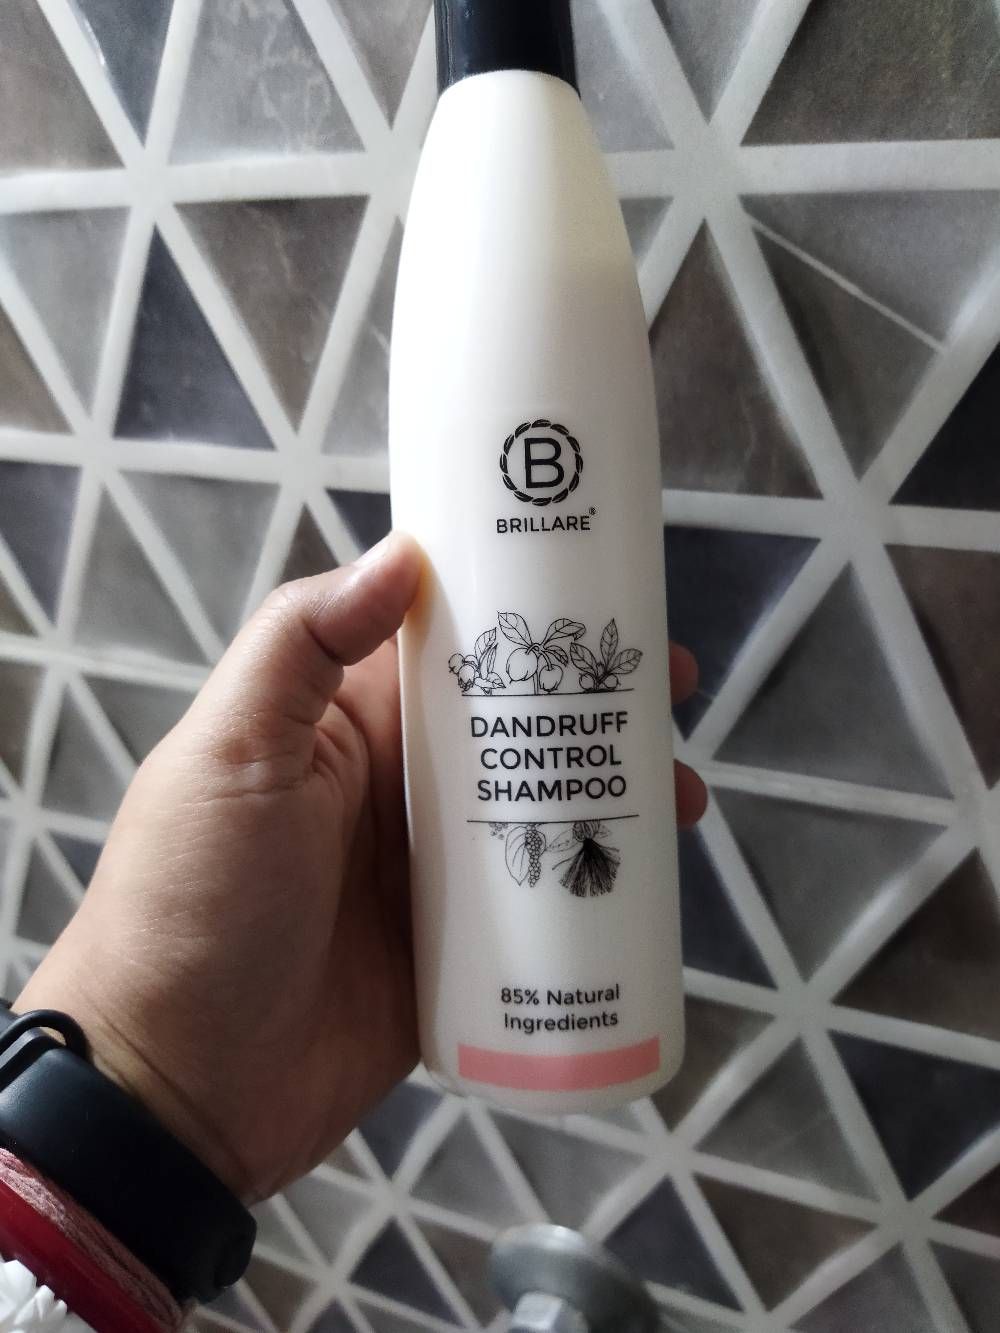 B
BRILLARE®
DANDRUFF
CONTROL
SHAMPOO
85% Natural
Ingredients